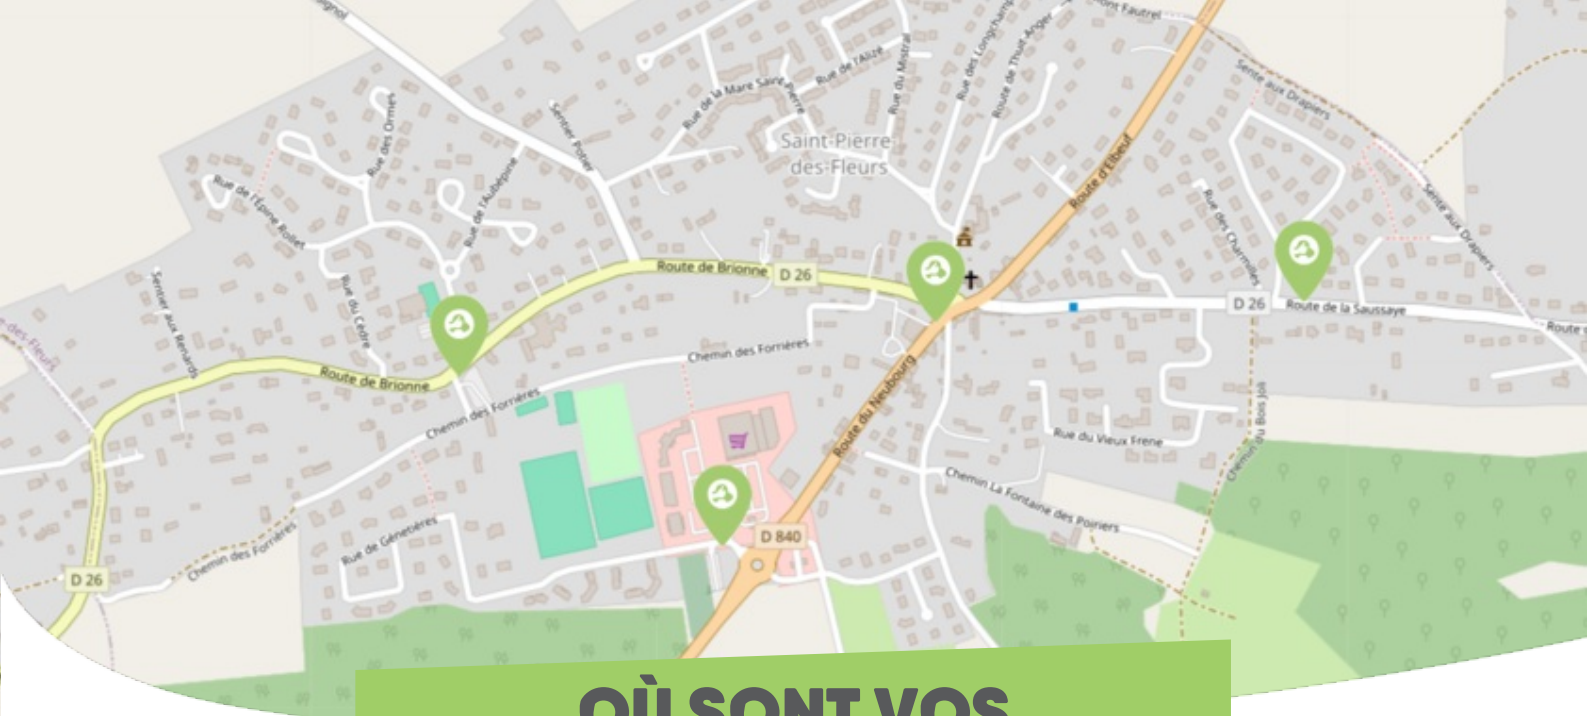 Rue des Ormes
Sentier Potier
Rue de la Mare Saint-Pierre
Rue de l'Alizé
Rue du Mistral
Rue des Longchamp
Route de Thuit-Anger
Sente aux Drapiers
Saint-Pierre-
des-Fleurs
Route d'Elbeuf
Rue de l'Épine Rollet
Rue de l'Aubépine
Rue des Charmilles
Sente aux Drapiers
Sentier aux Renards
Rue du Cèdre
Route de Brionne
D 26
D 26
Route de la Saussaye
Route de Brionne
Chemin des Forrières
Route du Neubourg
Chemin des Forrières
Rue du Vieux Frene
Chemin du Bois Joli
Chemin La Fontaine des Poiriers
Rue de Génetières
Chemin des Forrières
D 840
D 26
OÙ SONT VOS